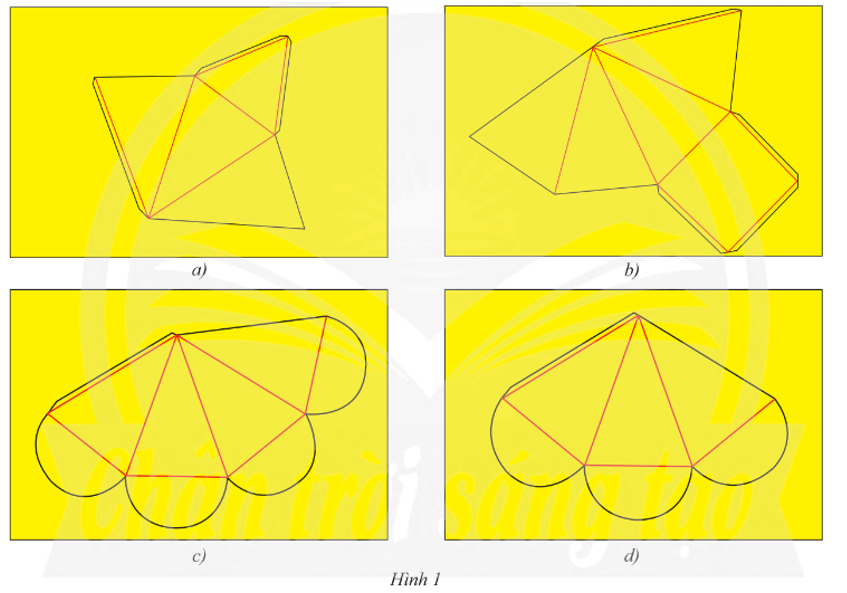 a)
b)
Chân trời sáng tạo
c)
d)
Hình 1